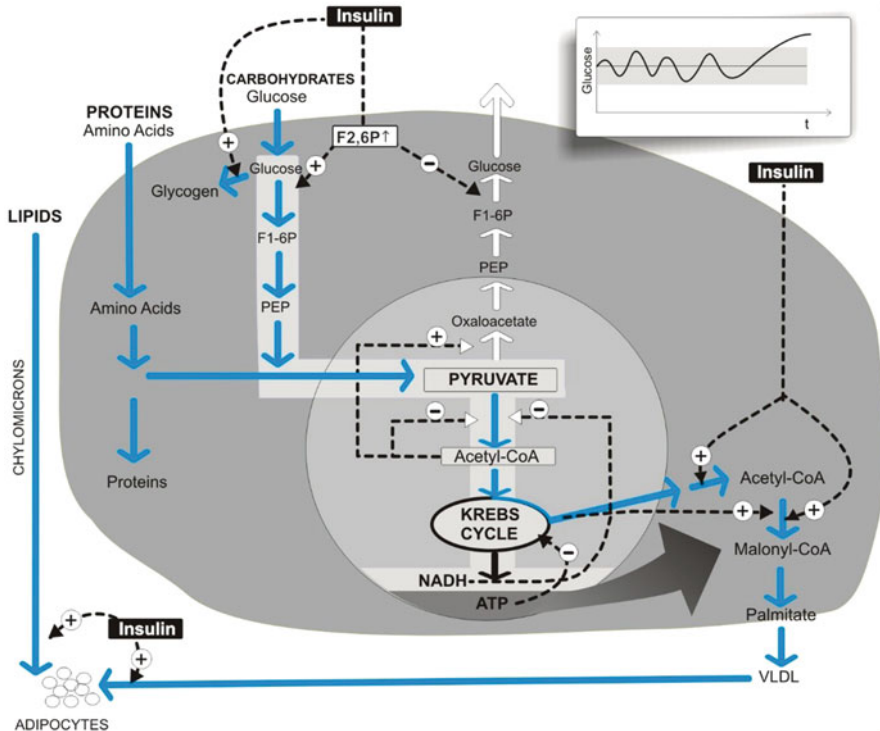 Insulin
Glucose
t
CARBOHYDRATES
Glucose
PROTEINS
Amino Acids
F2,6P↑
+
+
−
Glucose
Glycogen
Glucose
Insulin
LIPIDS
F1-6P
F1-6P
PEP
PEP
Amino Acids
Oxaloacetate
+
PYRUVATE
CHYLOMICRONS
−
−
Acetyl-CoA
Proteins
+
Acetyl-CoA
KREBS
CYCLE
+
+
Malonyl-CoA
−
NADH
ATP
Palmitate
+
Insulin
+
VLDL
ADIPOCYTES